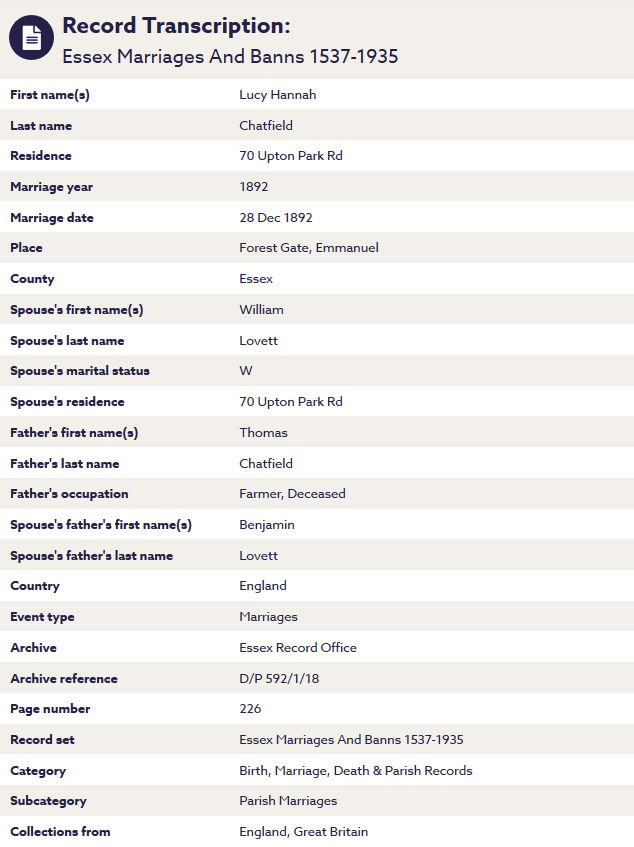 Record Transcription:
Essex Marriages And Banns 1537-1935
First name(s) Lucy Hannah
Last name Chatfield
Residence 70 Upton Park Rd
Marriage year 1892
Marriage date 28 Dec 1892
Place Forest Gate, Emmanuel
County Essex
Spouse's first name(s) William
Spouse's last name Lovett
Spouse's marital status W
Spouse's residence 70 Upton Park Rd
Father's first name(s) Thomas
Father's last name Chatfield
Father's occupation Farmer, Deceased
Spouse's father's first name(s) Benjamin
Spouse's father's last name Lovett
Country England
Event type Marriages
Archive Essex Record Office
Archive reference D/P 592/1/18
Page number 226
Record set Essex Marriages And Banns 1537-1935
Category Birth, Marriage, Death & Parish Records
Subcategory Parish Marriages
Collections from England, Great Britain